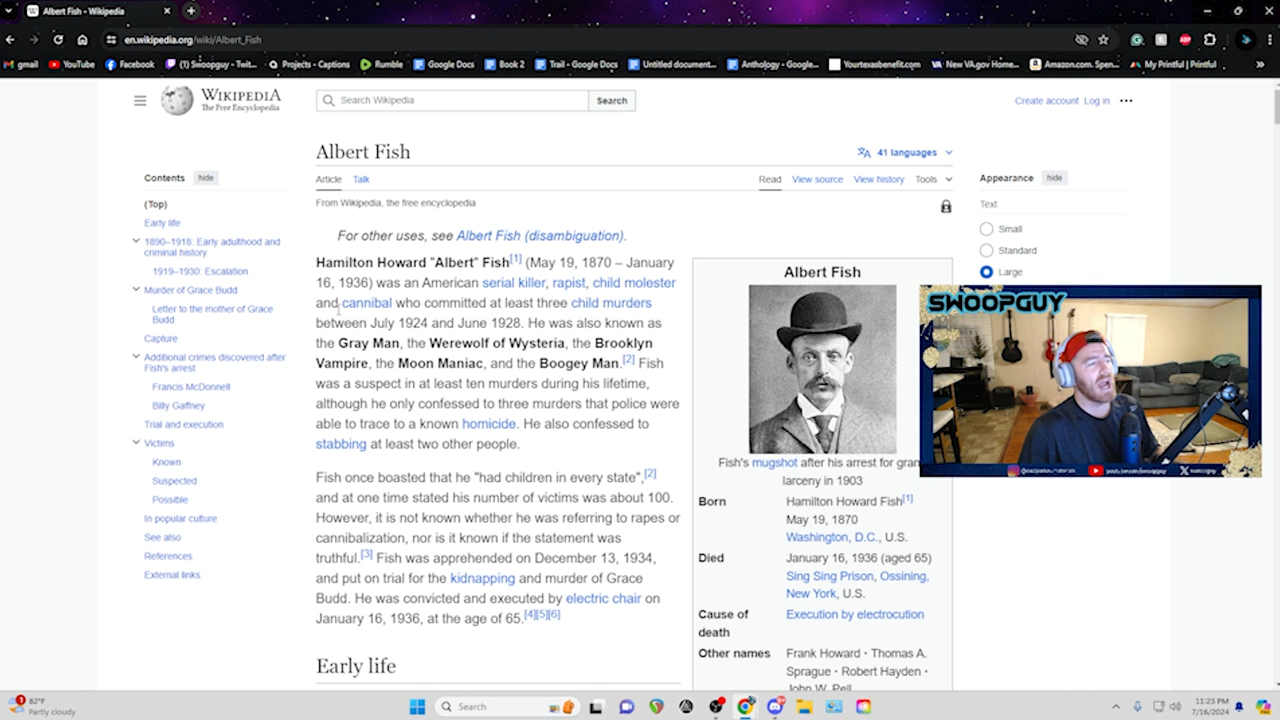 Albert Fish - Wikipedia
en.wikipedia.org/wiki/Albert_Fish
gmail
YouTube
Facebook
(1) Swoopguy - Twit...
Projects - Captions
Rumble
Google Docs
Book 2
Trail - Google Docs
Untitled document...
Anthology - Google...
Yourtexasbenefit.com
New VA.gov Home...
Amazon.com. Spen...
My Printful | Printful
WIKIPEDIA
The Free Encyclopedia
Search Wikipedia
Search
Create account Log in
Albert Fish
41 languages
Article Talk
Read View source View history Tools
From Wikipedia, the free encyclopedia
Contents hide
(Top)
Early life
1890–1918: Early adulthood and
criminal history
1919–1930: Escalation
Murder of Grace Budd
Letter to the mother of Grace
Budd
Capture
Additional crimes discovered after
Fish's arrest
Francis McDonnell
Billy Gaffney
Trial and execution
Victims
Known
Suspected
Possible
In popular culture
See also
References
External links
For other uses, see Albert Fish (disambiguation).
Hamilton Howard "Albert" Fish[1] (May 19, 1870 – January
16, 1936) was an American serial killer, rapist, child molester
and cannibal who committed at least three child murders
between July 1924 and June 1928. He was also known as
the Gray Man, the Werewolf of Wysteria, the Brooklyn
Vampire, the Moon Maniac, and the Boogey Man.[2] Fish
was a suspect in at least ten murders during his lifetime,
although he only confessed to three murders that police were
able to trace to a known homicide. He also confessed to
stabbing at least two other people.
Fish once boasted that he "had children in every state",[2]
and at one time stated his number of victims was about 100.
However, it is not known whether he was referring to rapes or
cannibalization, nor is it known if the statement was
truthful.[3] Fish was apprehended on December 13, 1934,
and put on trial for the kidnapping and murder of Grace
Budd. He was convicted and executed by electric chair on
January 16, 1936, at the age of 65.[4][5][6]
Early life
Albert Fish
Fish's mugshot after his arrest for gran
larceny in 1903
Born Hamilton Howard Fish[1]
May 19, 1870
Washington, D.C., U.S.
Died January 16, 1936 (aged 65)
Sing Sing Prison, Ossining,
New York, U.S.
Cause of Execution by electrocution
death
Other names Frank Howard · Thomas A.
Sprague · Robert Hayden ·
John W. Pell
Appearance hide
Text
Small
Standard
Large
SWOOPGUY
82°F
Partly cloudy
Search
11:23 PM
7/16/2024